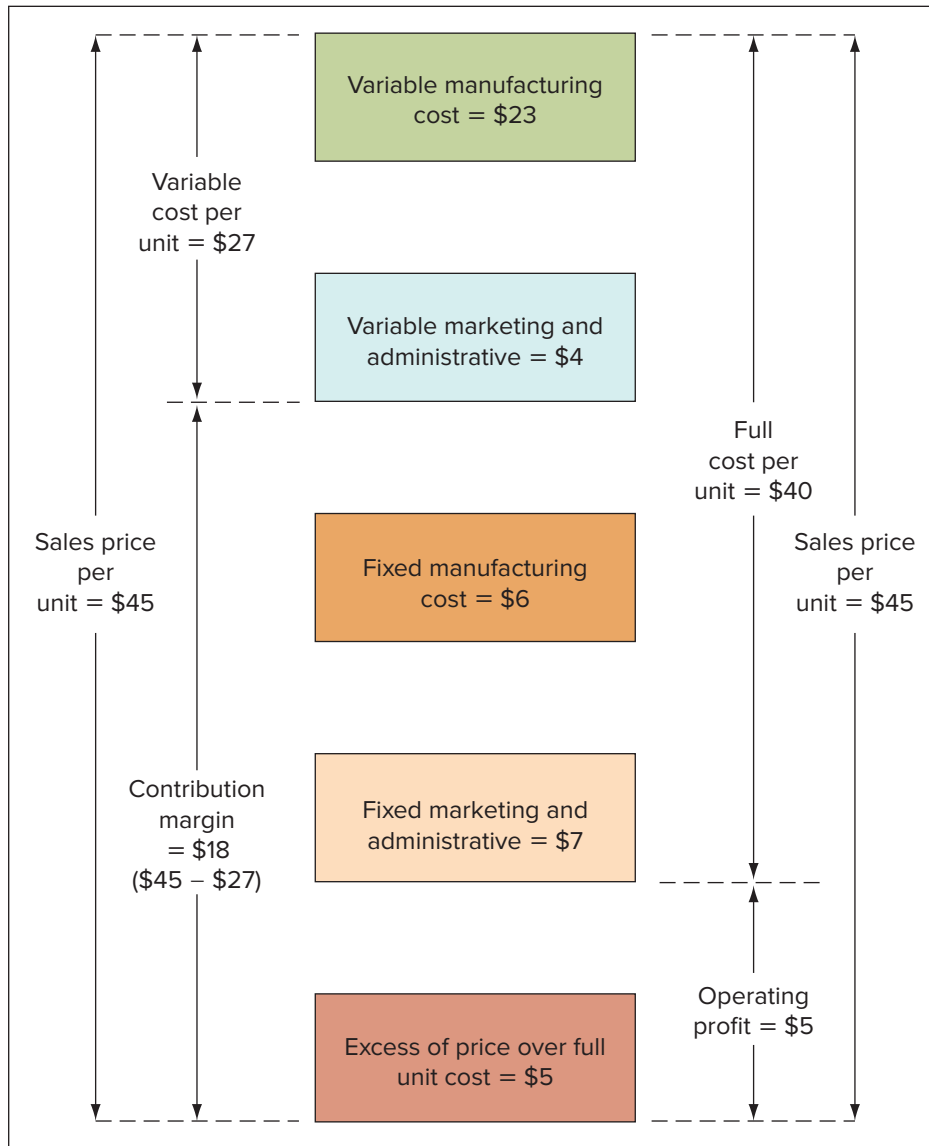 Variable manufacturing
cost = $23
Variable
cost per
unit = $27
Variable marketing and
administrative = $4
Full
cost per
unit = $40
Sales price
per
unit = $45
Fixed manufacturing
cost = $6
Sales price
per
unit = $45
Contribution
margin
= $18
($45 – $27)
Fixed marketing and
administrative = $7
Operating
profit = $5
Excess of price over full
unit cost = $5